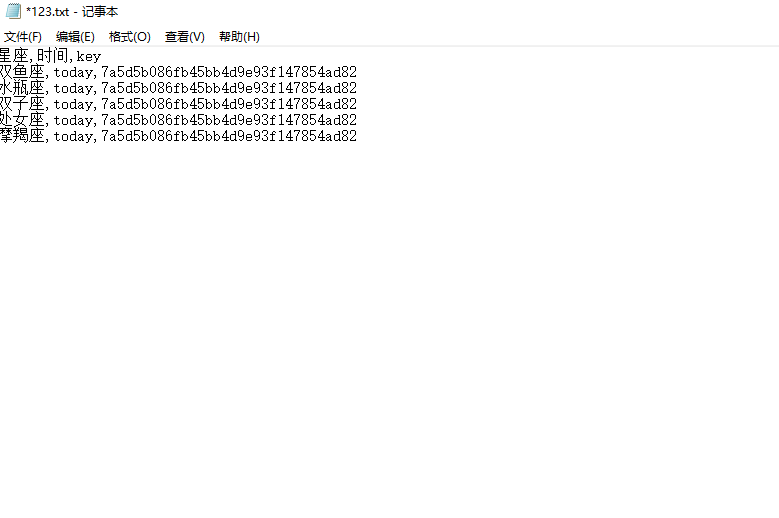 *123.txt - 记事本
文件(F) 编辑(E) 格式(O) 查看(V) 帮助(H)
星座,时间,key
双鱼座,today,7a5d5b086fb45bb4d9e93f147854ad82
水瓶座,today,7a5d5b086fb45bb4d9e93f147854ad82
双子座,today,7a5d5b086fb45bb4d9e93f147854ad82
处女座,today,7a5d5b086fb45bb4d9e93f147854ad82
摩羯座,today,7a5d5b086fb45bb4d9e93f147854ad82